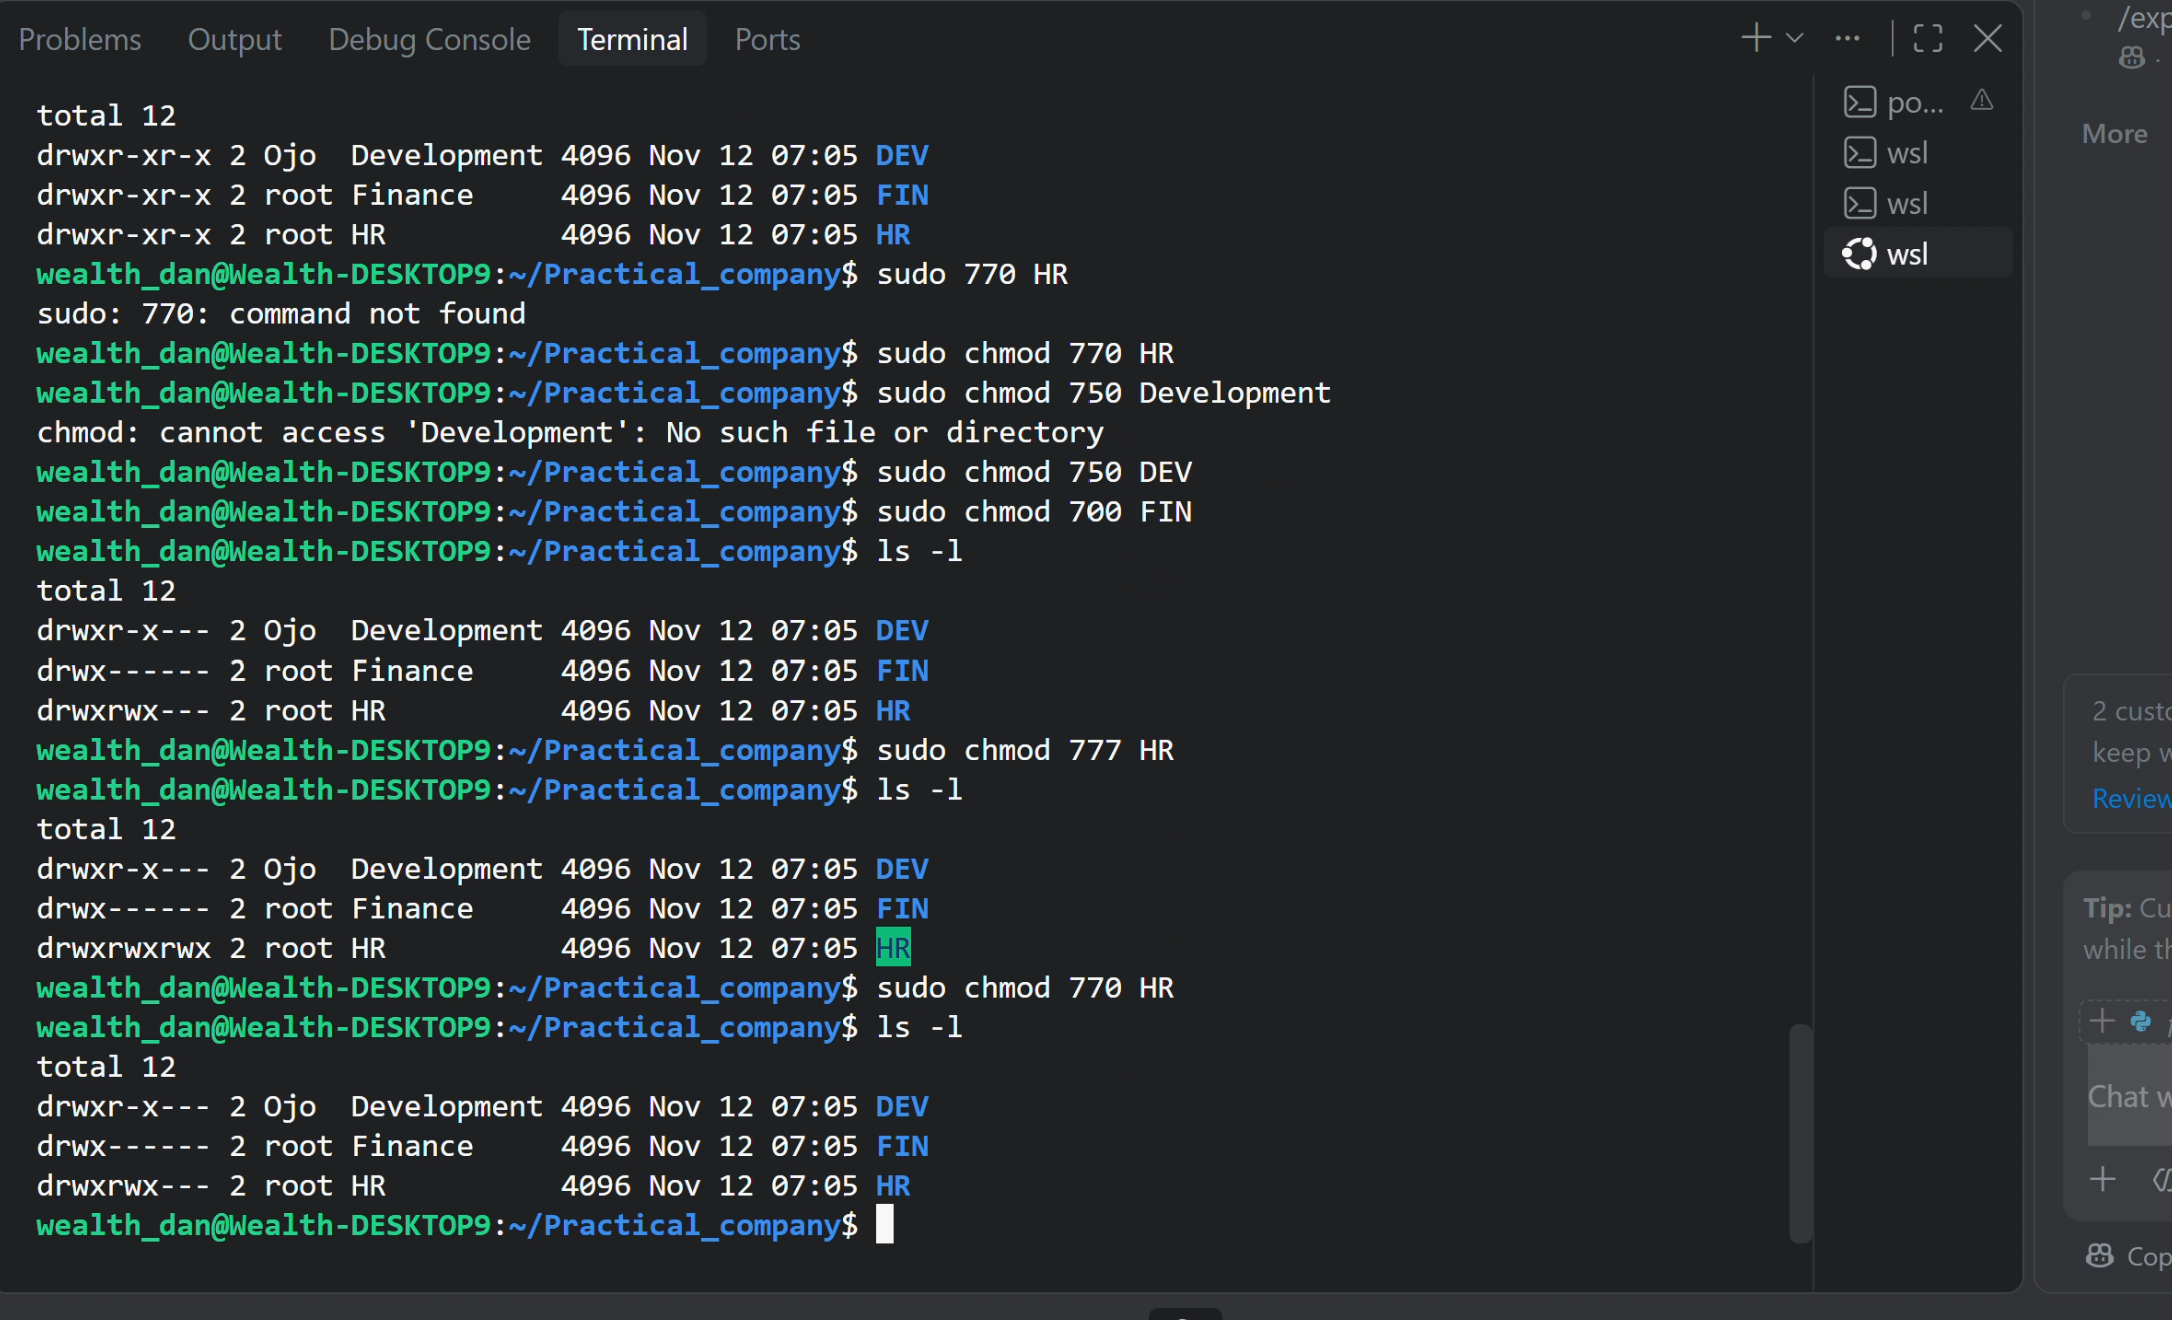 Problems Output Debug Console Terminal Ports
total 12
drwxr-xr-x 2 Ojo  Development 4096 Nov 12 07:05 DEV
drwxr-xr-x 2 root Finance     4096 Nov 12 07:05 FIN
drwxr-xr-x 2 root HR          4096 Nov 12 07:05 HR
wealth_dan@Wealth-DESKTOP9:~/Practical_company$ sudo 770 HR
sudo: 770: command not found
wealth_dan@Wealth-DESKTOP9:~/Practical_company$ sudo chmod 770 HR
wealth_dan@Wealth-DESKTOP9:~/Practical_company$ sudo chmod 750 Development
chmod: cannot access 'Development': No such file or directory
wealth_dan@Wealth-DESKTOP9:~/Practical_company$ sudo chmod 750 DEV
wealth_dan@Wealth-DESKTOP9:~/Practical_company$ sudo chmod 700 FIN
wealth_dan@Wealth-DESKTOP9:~/Practical_company$ ls -l
total 12
drwxr-x--- 2 Ojo  Development 4096 Nov 12 07:05 DEV
drwx------ 2 root Finance     4096 Nov 12 07:05 FIN
drwxrwx--- 2 root HR          4096 Nov 12 07:05 HR
wealth_dan@Wealth-DESKTOP9:~/Practical_company$ sudo chmod 777 HR
wealth_dan@Wealth-DESKTOP9:~/Practical_company$ ls -l
total 12
drwxr-x--- 2 Ojo  Development 4096 Nov 12 07:05 DEV
drwx------ 2 root Finance     4096 Nov 12 07:05 FIN
drwxrwxrwx 2 root HR          4096 Nov 12 07:05 HR
wealth_dan@Wealth-DESKTOP9:~/Practical_company$ sudo chmod 770 HR
wealth_dan@Wealth-DESKTOP9:~/Practical_company$ ls -l
total 12
drwxr-x--- 2 Ojo  Development 4096 Nov 12 07:05 DEV
drwx------ 2 root Finance     4096 Nov 12 07:05 FIN
drwxrwx--- 2 root HR          4096 Nov 12 07:05 HR
wealth_dan@Wealth-DESKTOP9:~/Practical_company$
po...
wsl
wsl
wsl
/exp
More
2 custo
keep w
Review
Tip: Cu
while th
Chat w
Cop